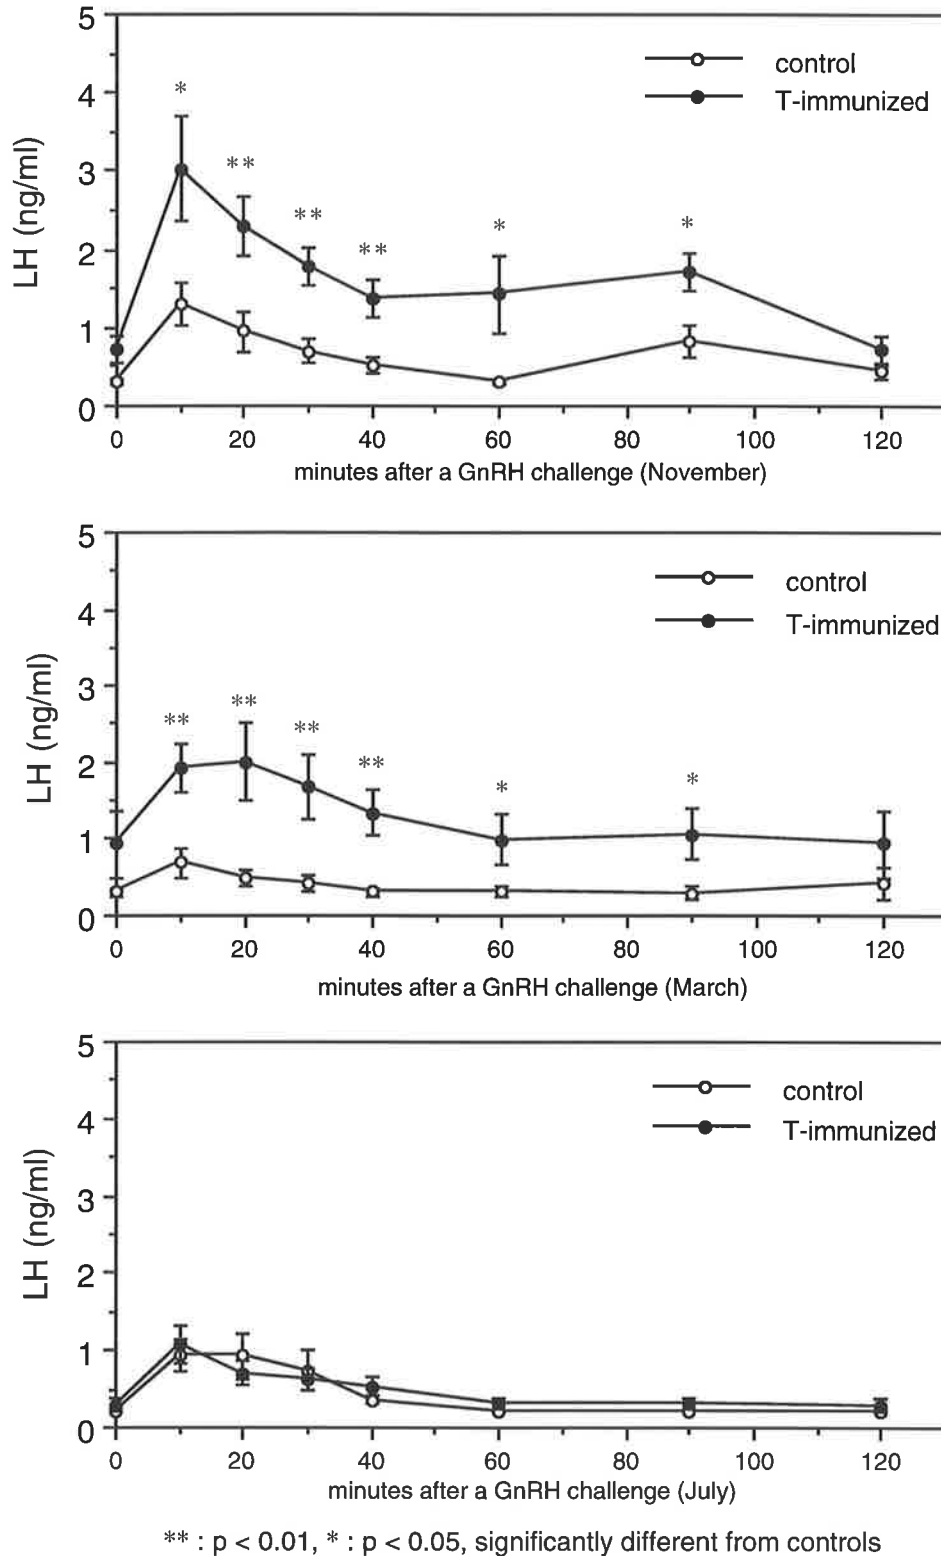 5
control
T-immunized
*
4
**
3
**
**
*
*
LH (ng/ml)
2
1
0
0 20 40 60 80 100 120
minutes after a GnRH challenge (November)
5
control
T-immunized
4
3
**
**
**
**
*
*
LH (ng/ml)
2
1
0
0 20 40 60 80 100 120
minutes after a GnRH challenge (March)
5
control
T-immunized
4
3
LH (ng/ml)
2
1
0
0 20 40 60 80 100 120
minutes after a GnRH challenge (July)
** : p < 0.01, * : p < 0.05, significantly different from controls